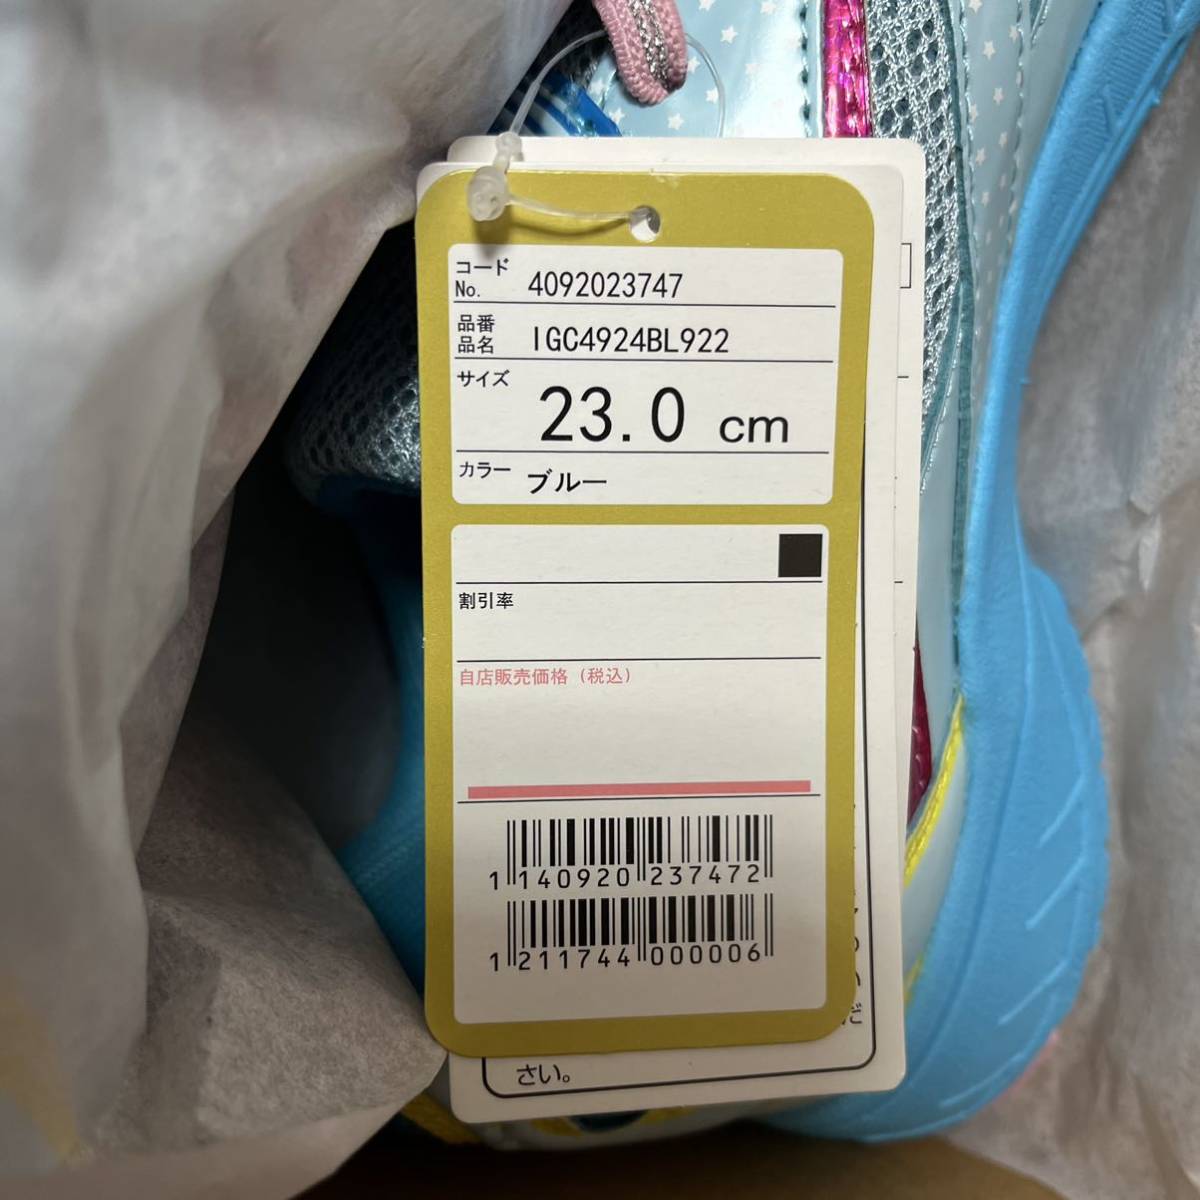 コード
No. 4092023747
品番
品名 IGC4924BL922
サイズ
23.0 cm
カラー ブルー
割引率
自店販売価格（税込）
1 140920 237472
1 211744 000006
だ
さい。